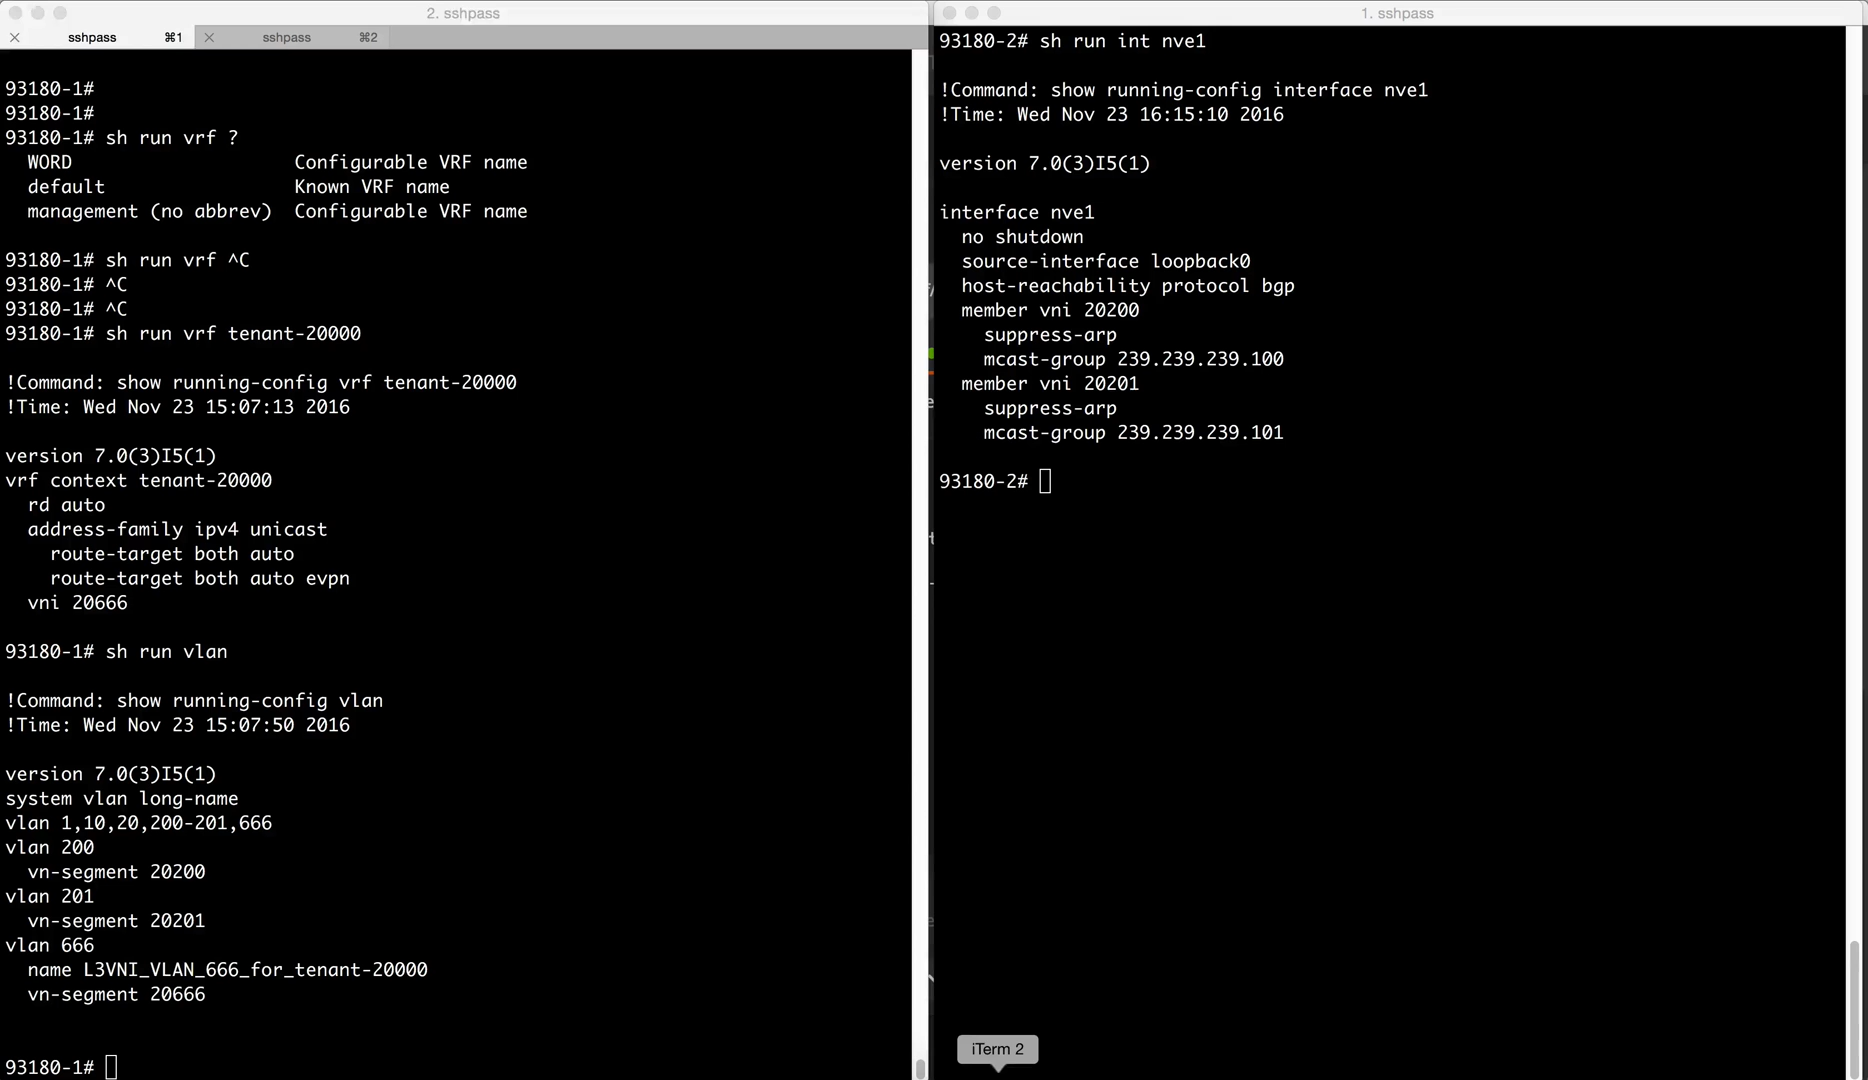 2. sshpass
sshpass ⌘1
sshpass ⌘2
93180-1#
93180-1#
93180-1# sh run vrf ?
WORD Configurable VRF name
default Known VRF name
management (no abbrev) Configurable VRF name
93180-1# sh run vrf ^C
93180-1# ^C
93180-1# ^C
93180-1# sh run vrf tenant-20000
!Command: show running-config vrf tenant-20000
!Time: Wed Nov 23 15:07:13 2016
version 7.0(3)I5(1)
vrf context tenant-20000
rd auto
address-family ipv4 unicast
route-target both auto
route-target both auto evpn
vni 20666
93180-1# sh run vlan
!Command: show running-config vlan
!Time: Wed Nov 23 15:07:50 2016
version 7.0(3)I5(1)
system vlan long-name
vlan 1,10,20,200-201,666
vlan 200
vn-segment 20200
vlan 201
vn-segment 20201
vlan 666
name L3VNI_VLAN_666_for_tenant-20000
vn-segment 20666
93180-1#
1. sshpass
93180-2# sh run int nve1
!Command: show running-config interface nve1
!Time: Wed Nov 23 16:15:10 2016
version 7.0(3)I5(1)
interface nve1
no shutdown
source-interface loopback0
host-reachability protocol bgp
member vni 20200
suppress-arp
mcast-group 239.239.239.100
member vni 20201
suppress-arp
mcast-group 239.239.239.101
93180-2#
iTerm 2